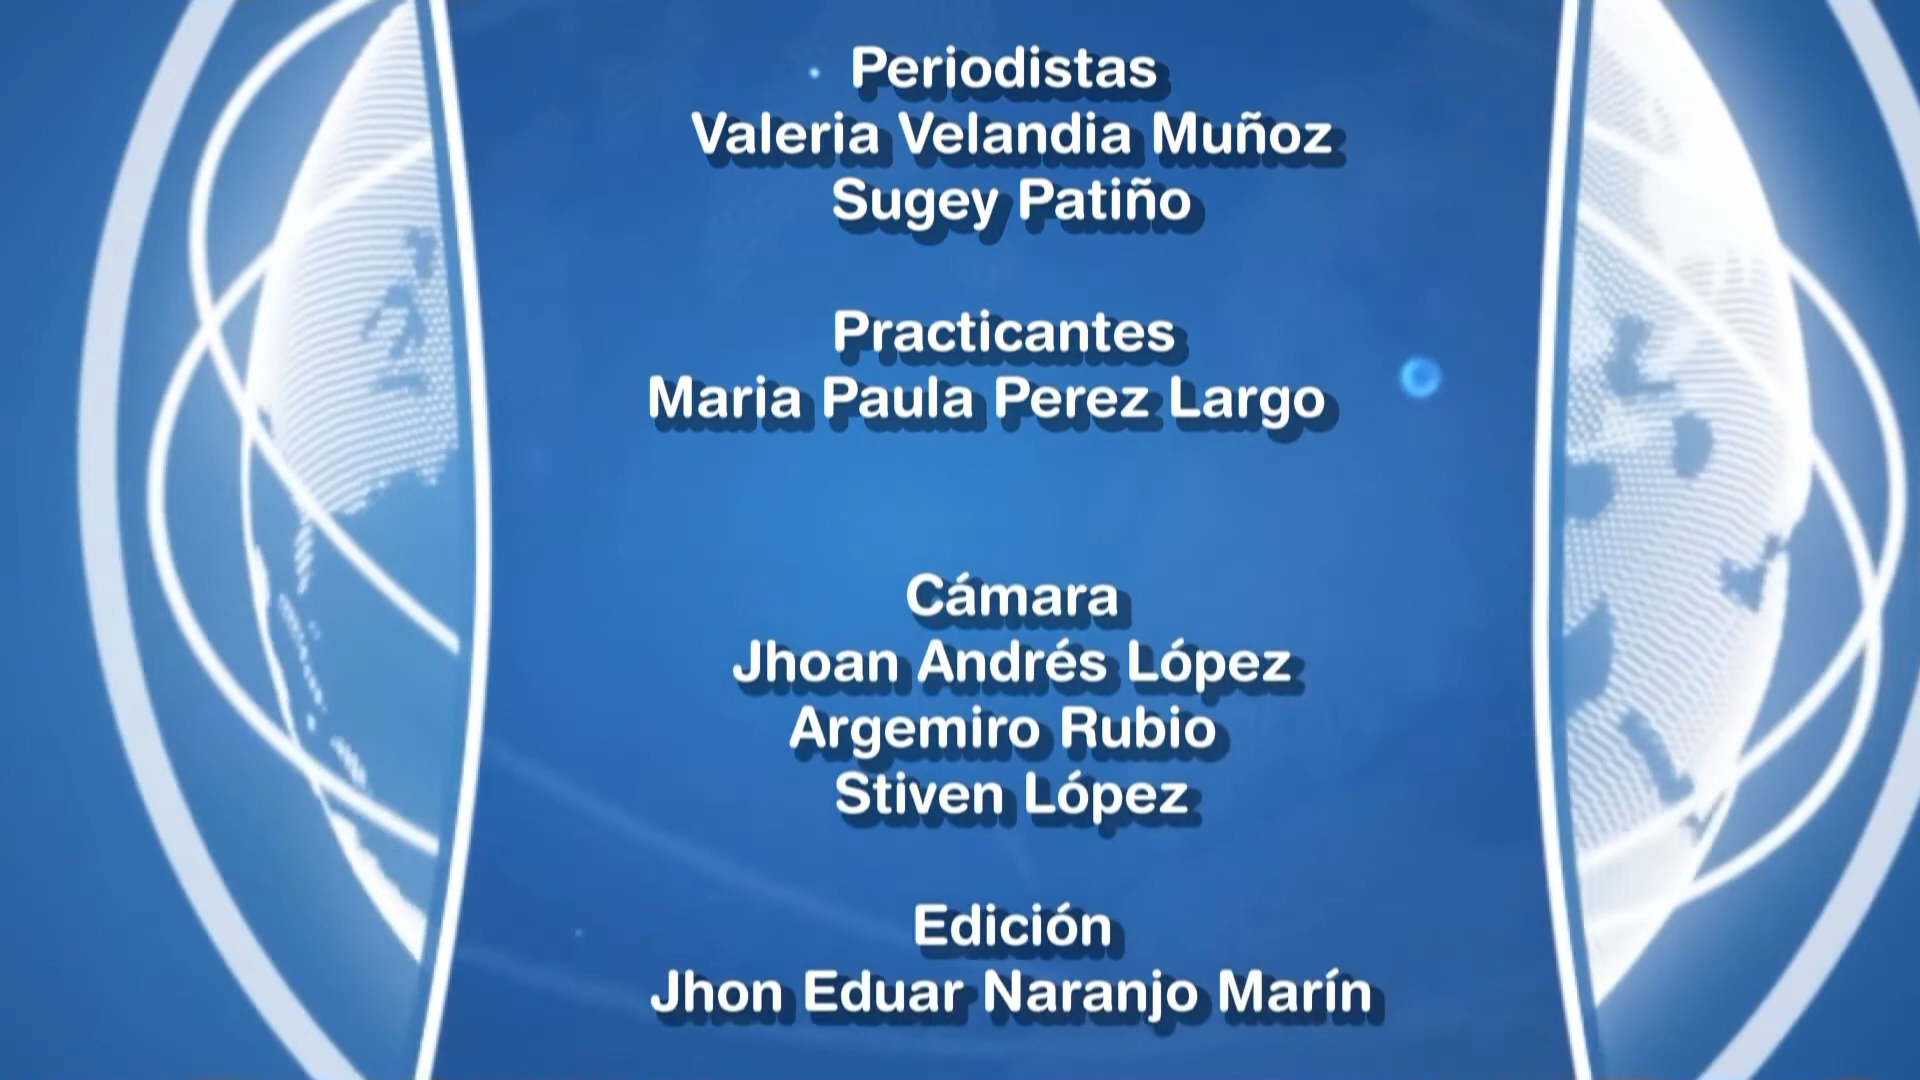 Periodistas
Valeria Velandia Muñoz
Sugey Patiño
Practicantes
Maria Paula Perez Largo
Cámara
Jhoan Andrés López
Argemiro Rubio
Stiven López
Edición
Jhon Eduar Naranjo Marín